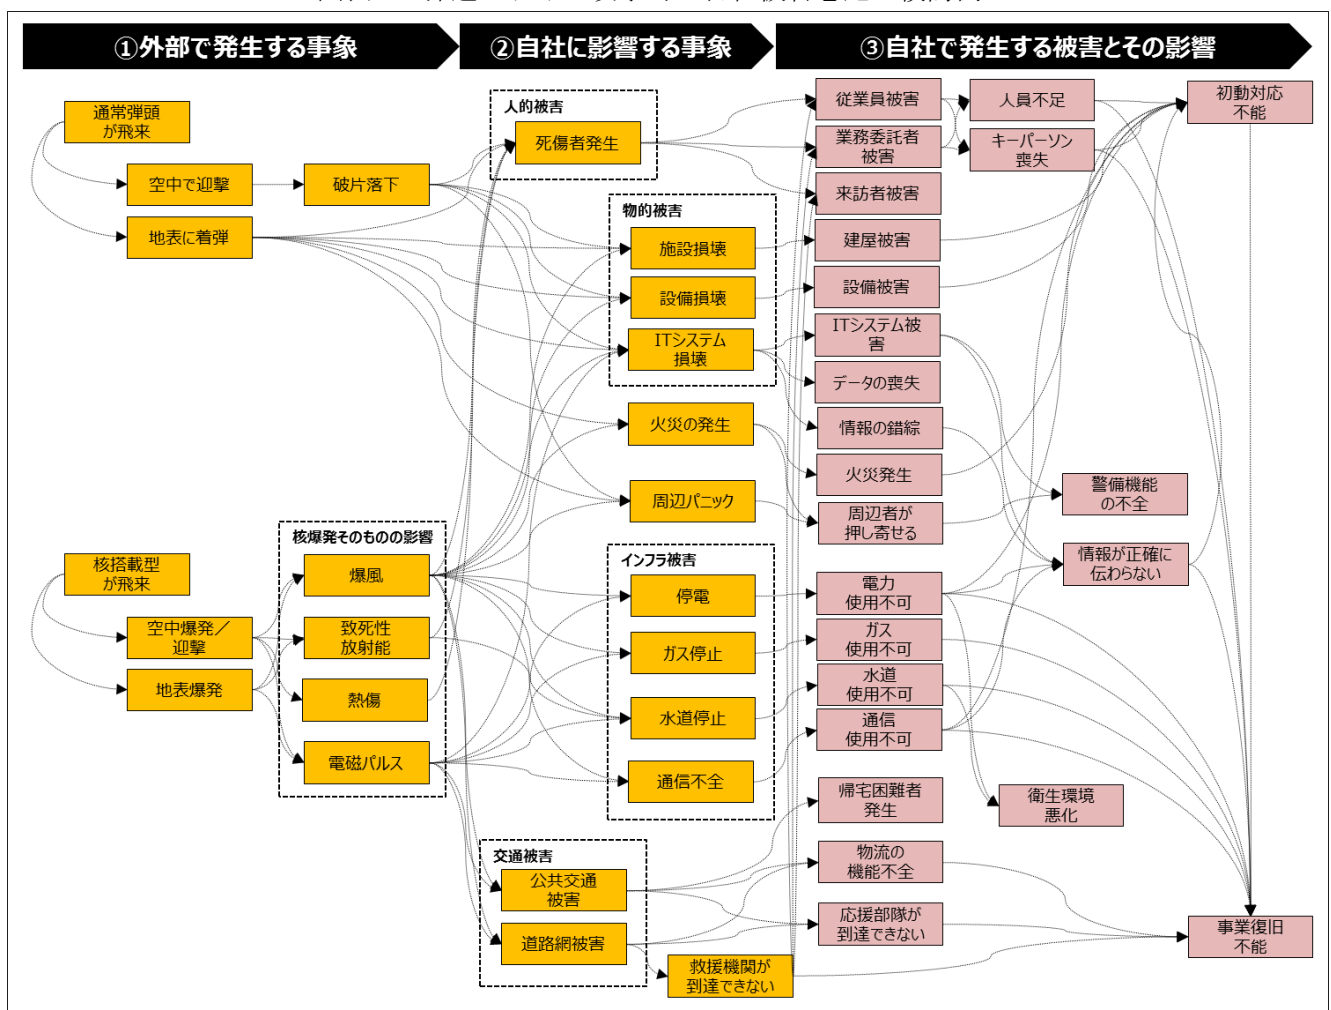 ①外部で発生する事象
②自社に影響する事象
③自社で発生する被害とその影響
通常弾頭
が飛来
空中で迎撃
地表に着弾
破片落下
核搭載型
が飛来
空中爆発／
迎撃
地表爆発
核爆発そのものの影響
爆風
致死性
放射能
熱傷
電磁パルス
人的被害
死傷者発生
物的被害
施設損壊
設備損壊
ITシステム
損壊
火災の発生
周辺パニック
インフラ被害
停電
ガス停止
水道停止
通信不全
交通被害
公共交通
被害
道路網被害
救援機関が
到達できない
従業員被害
業務委託者
被害
来訪者被害
建屋被害
設備被害
ITシステム被
害
データの喪失
情報の錯綜
火災発生
周辺者が
押し寄せる
電力
使用不可
ガス
使用不可
水道
使用不可
通信
使用不可
帰宅困難者
発生
物流の
機能不全
応援部隊が
到達できない
人員不足
キーパーソン
喪失
警備機能
の不全
情報が正確に
伝わらない
衛生環境
悪化
初動対応
不能
事業復旧
不能